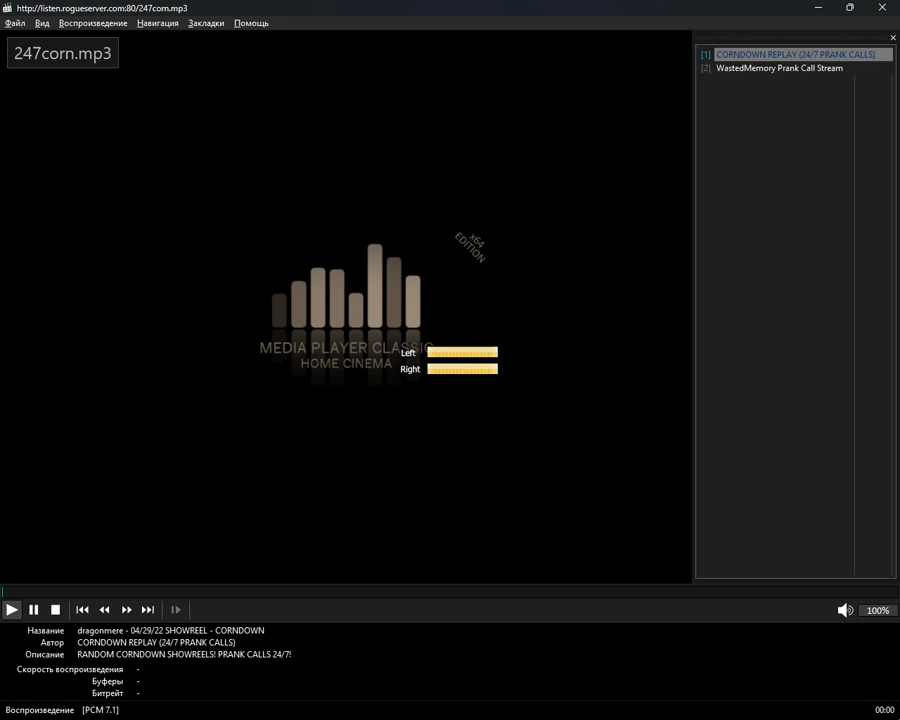 http://listen.rogueserver.com:80/247corn.mp3
Файл Вид Воспроизведение Навигация Закладки Помощь
247corn.mp3
[1] CORNDOWN REPLAY (24/7 PRANK CALLS)
[2] WastedMemory Prank Call Stream
x64
EDITION
MEDIA PLAYER CLASSIC
HOME CINEMA
Left
Right
100%
Название dragonmere - 04/29/22 SHOWREEL - CORNDOWN
Автор CORNDOWN REPLAY (24/7 PRANK CALLS)
Описание RANDOM CORNDOWN SHOWREELS! PRANK CALLS 24/7!
Скорость воспроизведения -
Буферы -
Битрейт -
Воспроизведение [PCM 7.1] 00:00